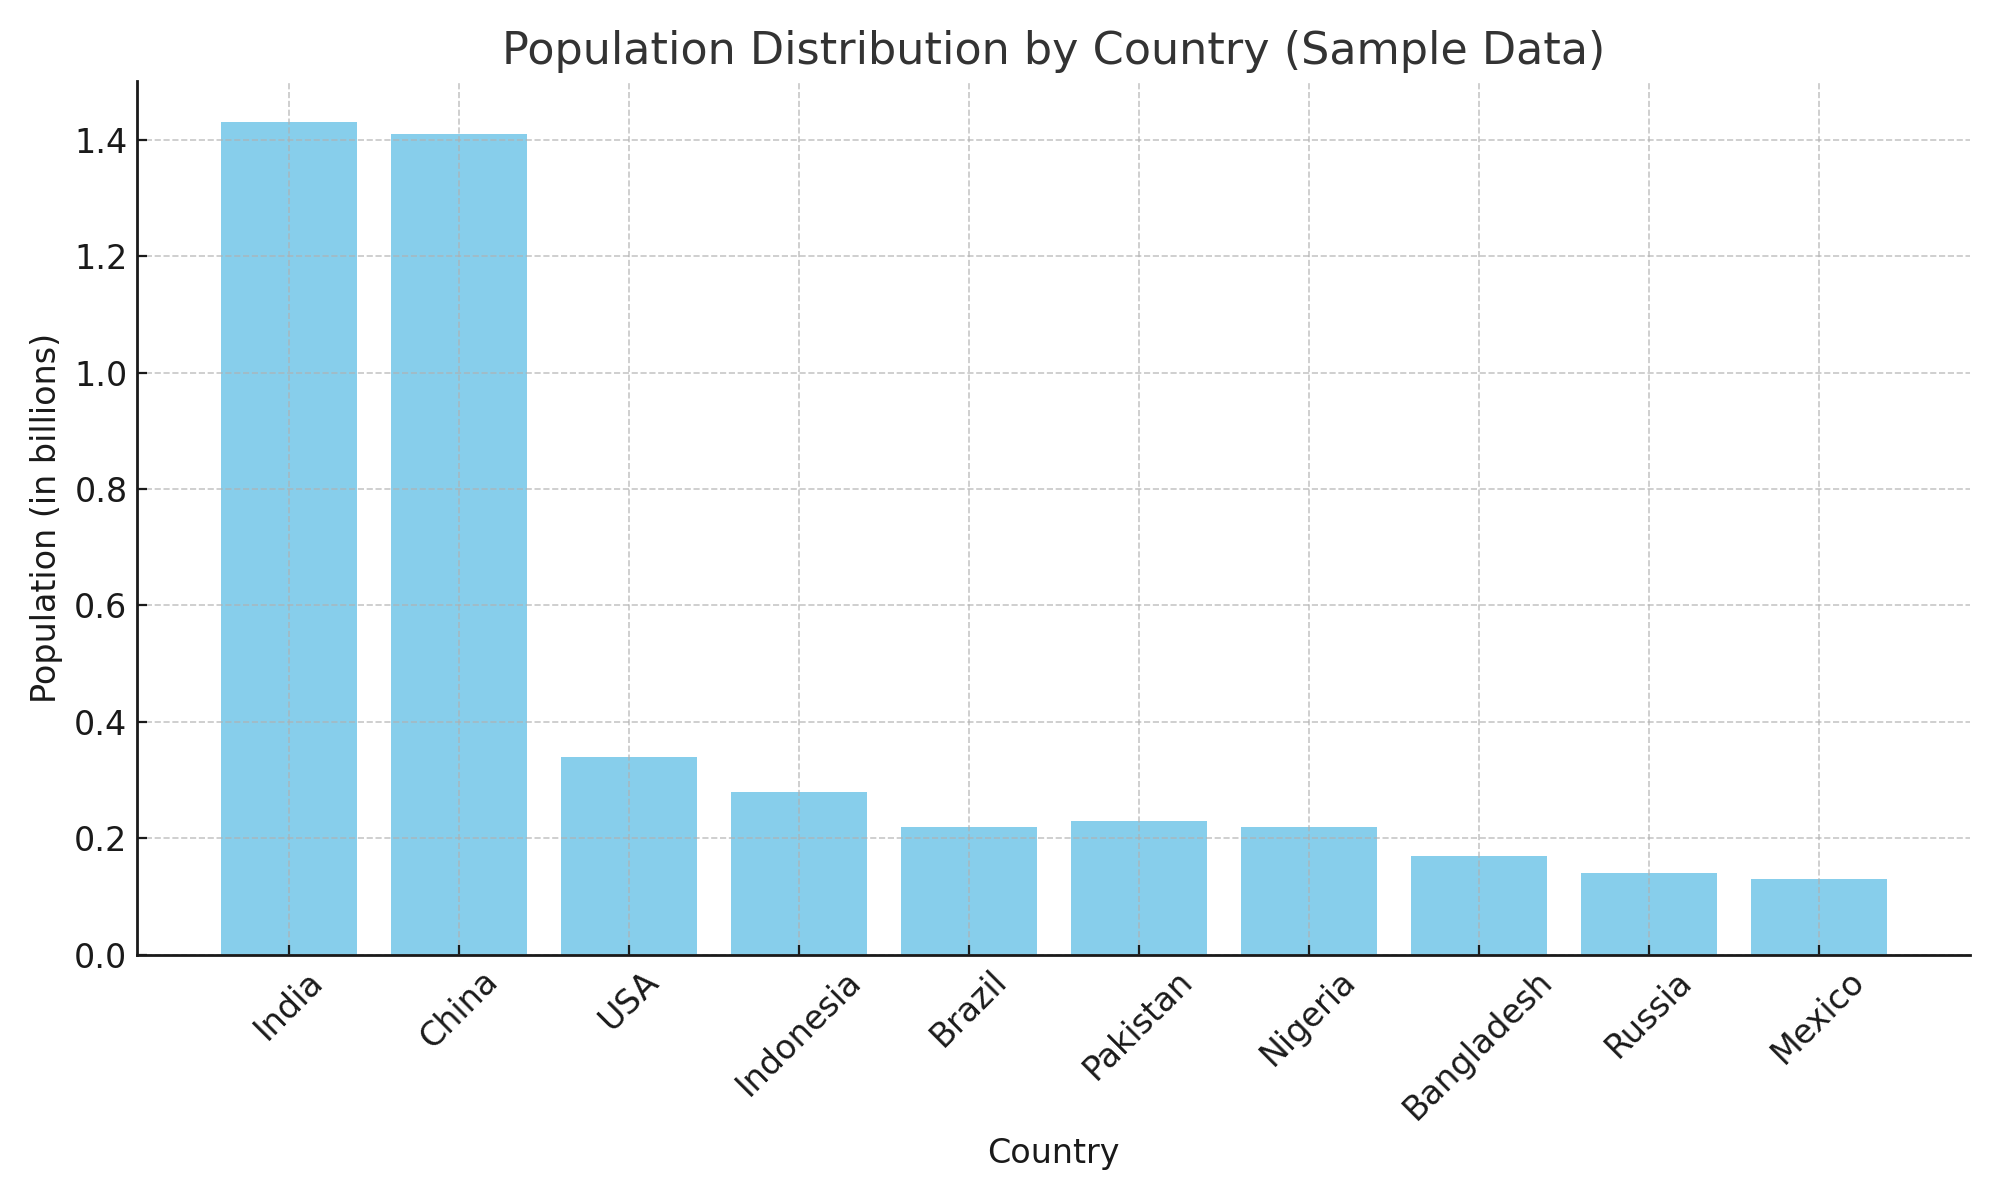 Population Distribution by Country (Sample Data)
Population (in billions)
1.4
1.2
1.0
0.8
0.6
0.4
0.2
0.0
India
China
USA
Indonesia
Brazil
Pakistan
Nigeria
Bangladesh
Russia
Mexico
Country